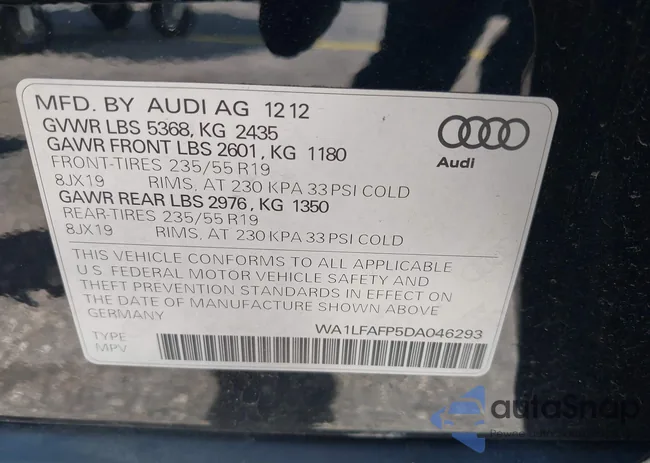 MFD. BY AUDI AG 12 12
GVWR LBS 5368, KG 2435
GAWR FRONT LBS 2601, KG 1180
FRONT-TIRES 235/55 R19
8JX19 RIMS, AT 230 KPA 33 PSI COLD
GAWR REAR LBS 2976, KG 1350
REAR-TIRES 235/55 R19
8JX19 RIMS, AT 230 KPA 33 PSI COLD
Audi
THIS VEHICLE CONFORMS TO ALL APPLICABLE
U.S. FEDERAL MOTOR VEHICLE SAFETY AND
THEFT PREVENTION STANDARDS IN EFFECT ON
THE DATE OF MANUFACTURE SHOWN ABOVE
GERMANY
WA1LFAFP5DA046293
TYPE
MPV
autoSnap